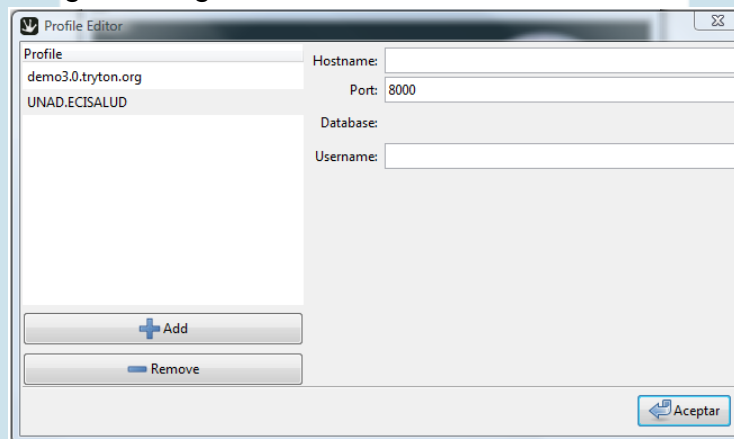 Profile Editor
Profile
demo3.0.tryton.org
UNAD.ECISALUD
Hostname:
Port: 8000
Database:
Username:
Add
Remove
Aceptar